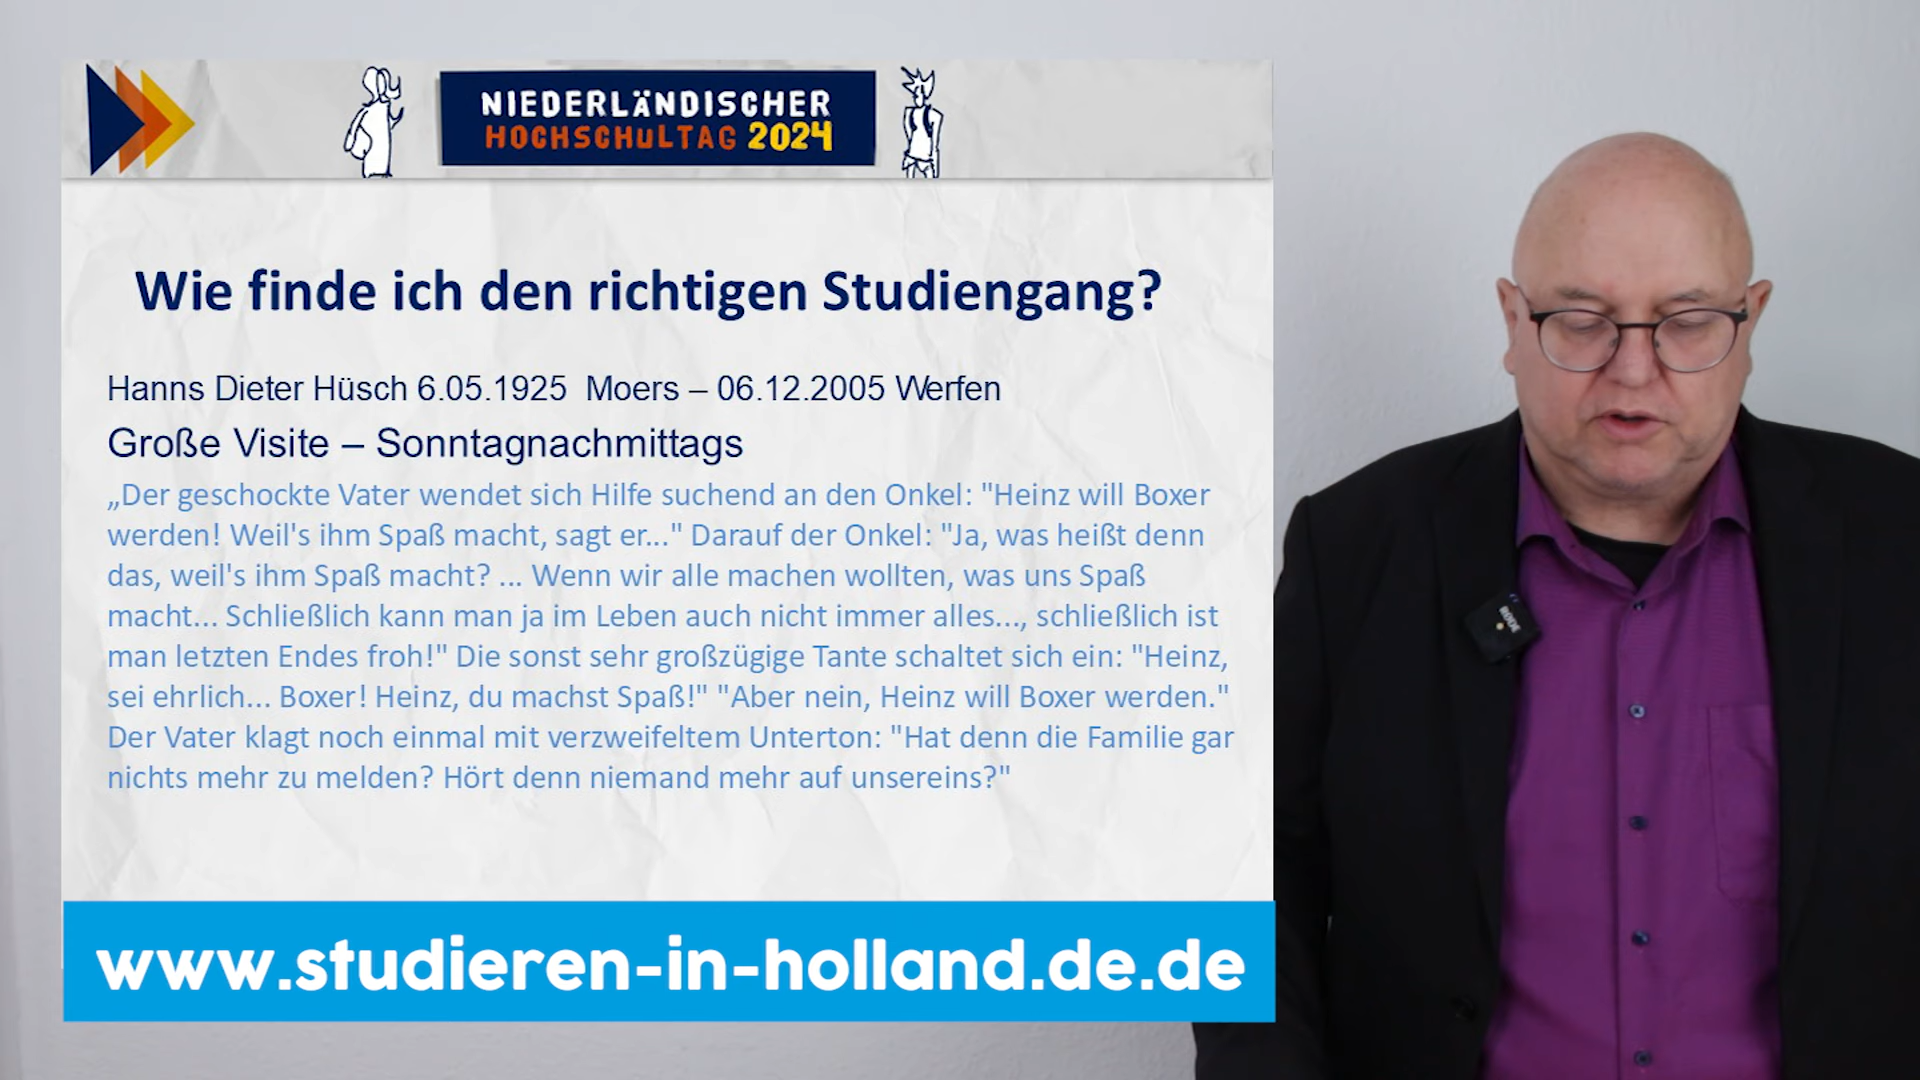 NIEDERLÄNDISCHER
HOCHSCHULTAG 2024
Wie finde ich den richtigen Studiengang?
Hanns Dieter Hüsch 6.05.1925  Moers – 06.12.2005 Werfen
Große Visite – Sonntagnachmittags
„Der geschockte Vater wendet sich Hilfe suchend an den Onkel: "Heinz will Boxer
werden! Weil's ihm Spaß macht, sagt er..." Darauf der Onkel: "Ja, was heißt denn
das, weil's ihm Spaß macht? ... Wenn wir alle machen wollten, was uns Spaß
macht... Schließlich kann man ja im Leben auch nicht immer alles..., schließlich ist
man letzten Endes froh!" Die sonst sehr großzügige Tante schaltet sich ein: "Heinz,
sei ehrlich... Boxer! Heinz, du machst Spaß!" "Aber nein, Heinz will Boxer werden."
Der Vater klagt noch einmal mit verzweifeltem Unterton: "Hat denn die Familie gar
nichts mehr zu melden? Hört denn niemand mehr auf unsereins?"
RØDE
www.studieren-in-holland.de.de